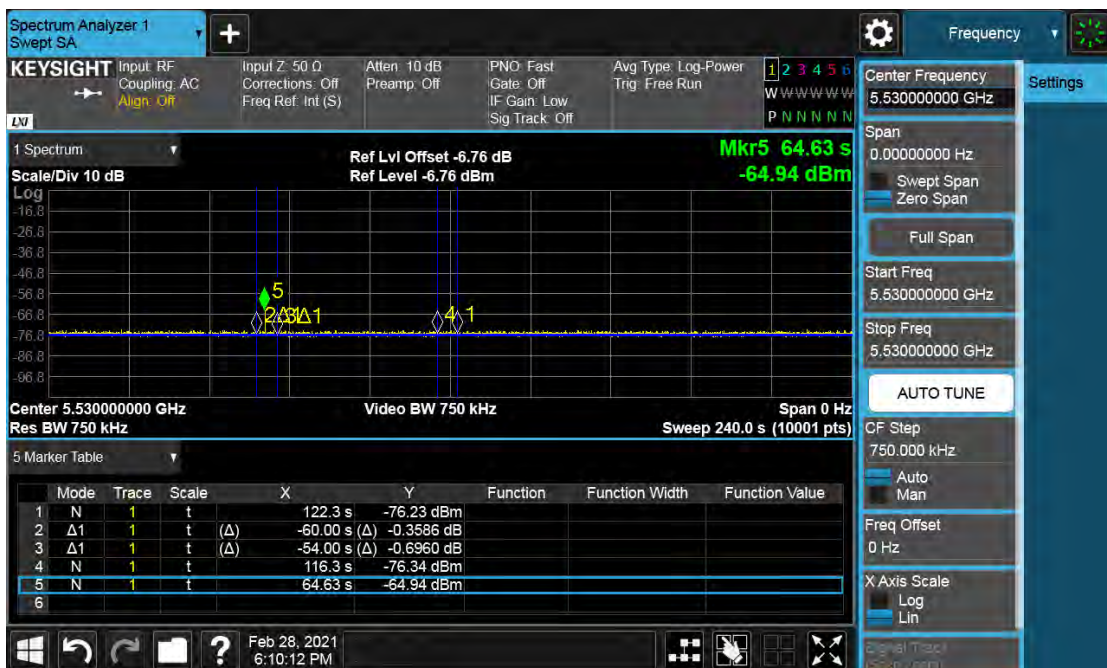 Spectrum Analyzer 1
Swept SA
Frequency
KEYSIGHT
Input: RF
Coupling: AC
Align: Off
Input Z: 50 Ω
Corrections: Off
Freq Ref: Int (S)
Atten: 10 dB
Preamp: Off
PNO: Fast
Gate: Off
IF Gain: Low
Sig Track: Off
Avg Type: Log-Power
Trig: Free Run
1 2 3 4 5 6
W W W W W W
P N N N N N
LXI
Center Frequency
5.530000000 GHz
Settings
Span
0.00000000 Hz
Swept Span
Zero Span
Full Span
Start Freq
5.530000000 GHz
Stop Freq
5.530000000 GHz
AUTO TUNE
CF Step
750.000 kHz
Auto
Man
Freq Offset
0 Hz
X Axis Scale
Log
Lin
Signal Track
1 Spectrum
Scale/Div 10 dB
Ref Lvl Offset -6.76 dB
Ref Level -6.76 dBm
Mkr5 64.63 s
-64.94 dBm
Log
-16.8
-26.8
-36.8
-46.8
-56.8
-66.8
-76.8
-86.8
-96.8
5
2Δ1
3Δ1
4
1
Center 5.530000000 GHz
Res BW 750 kHz
Video BW 750 kHz
Span 0 Hz
Sweep 240.0 s (10001 pts)
5 Marker Table
Mode Trace Scale X Y Function Function Width Function Value
1 N 1 t 122.3 s -76.23 dBm
2 Δ1 1 t (Δ) -60.00 s (Δ) -0.3586 dB
3 Δ1 1 t (Δ) -54.00 s (Δ) -0.6960 dB
4 N 1 t 116.3 s -76.34 dBm
5 N 1 t 64.63 s -64.94 dBm
6
?
Feb 28, 2021
6:10:12 PM